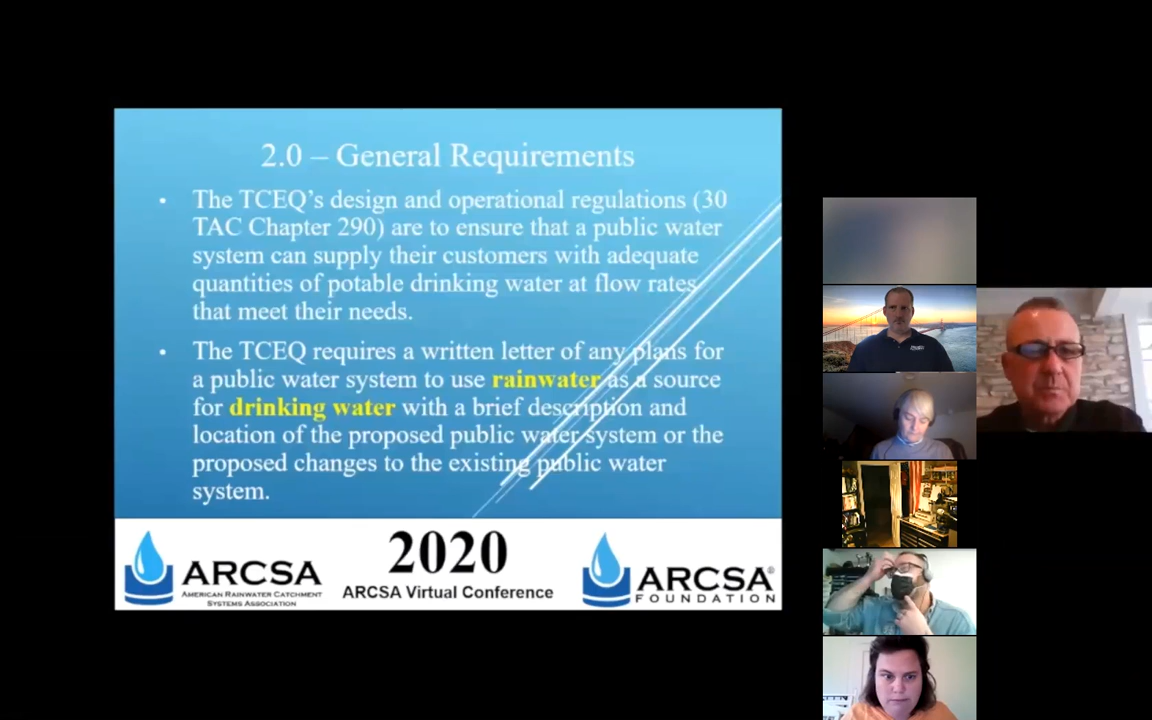 2.0 – General Requirements
• The TCEQ's design and operational regulations (30
TAC Chapter 290) are to ensure that a public water
system can supply their customers with adequate
quantities of potable drinking water at flow rates
that meet their needs.
• The TCEQ requires a written letter of any plans for
a public water system to use rainwater as a source
for drinking water with a brief description and
location of the proposed public water system or the
proposed changes to the existing public water
system.
ARCSA
AMERICAN RAINWATER CATCHMENT
SYSTEMS ASSOCIATION
2020
ARCSA Virtual Conference
ARCSA®
FOUNDATION